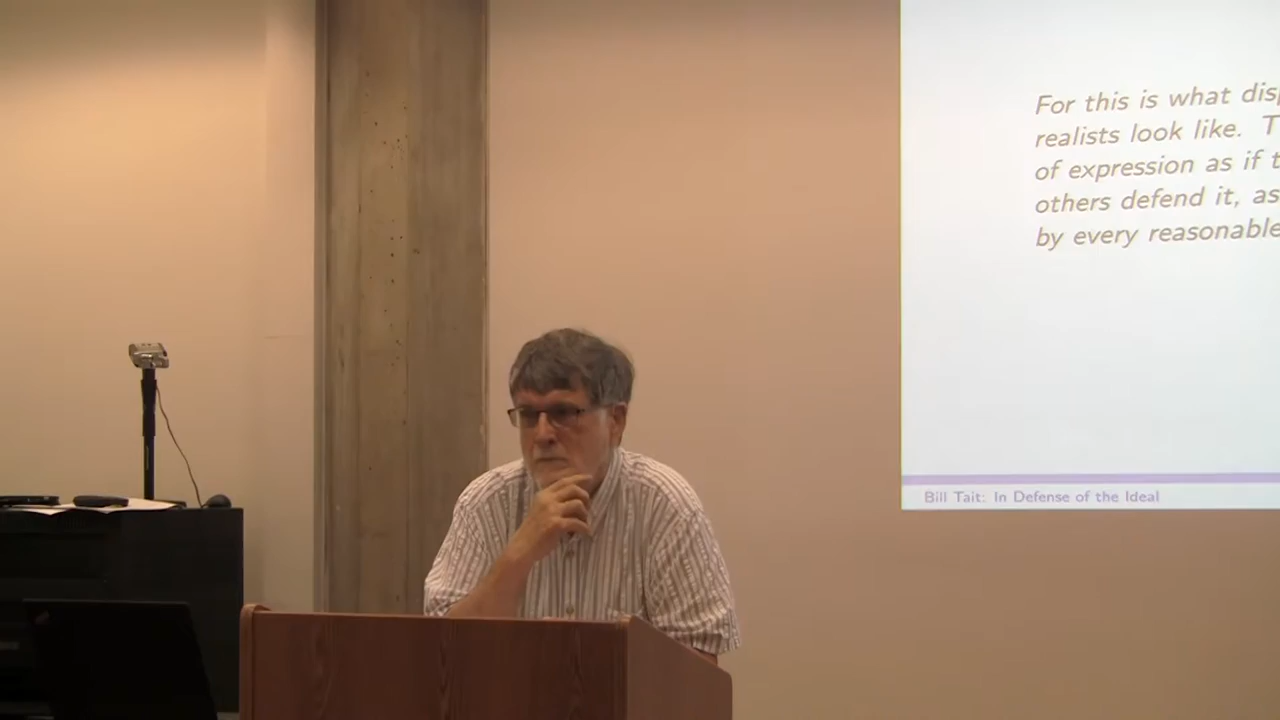 For this is what
realists look like.
of expression as if
others defend it, as
by every reasonable
Bill Tait: In Defense of the Ideal